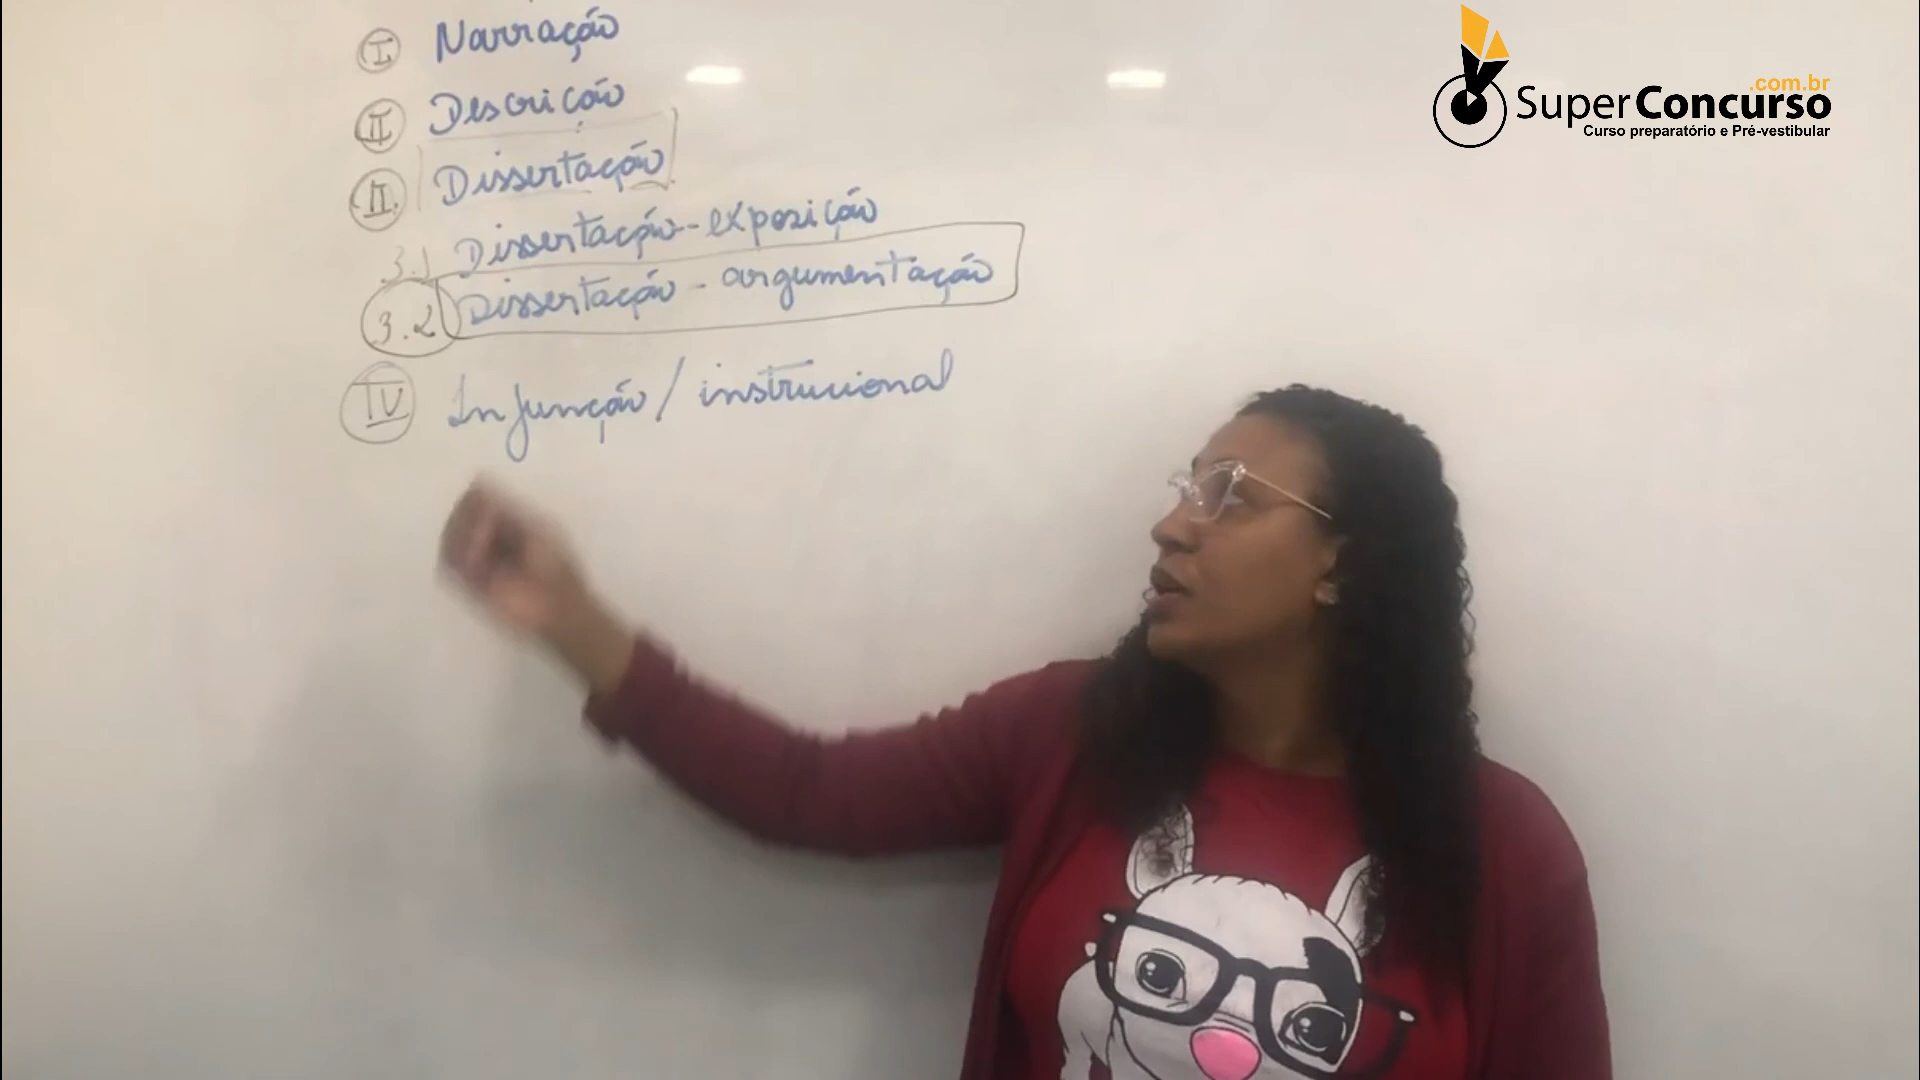 I Narração
II Descrição
III. Dissertação
3.1 Dissertação-exposição
3.2 Dissertação - argumentação
IV Injunção / instrucional
.com.br
SuperConcurso
Curso preparatório e Pré-vestibular